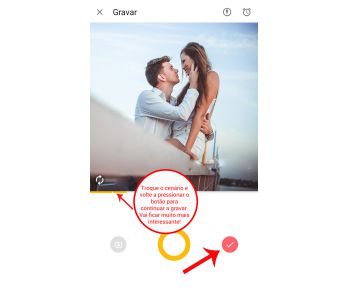 Gravar
Troque o cenário e
volte a pressionar o
botão para
continuar a gravar.
Vai ficar muito mais
interessante!